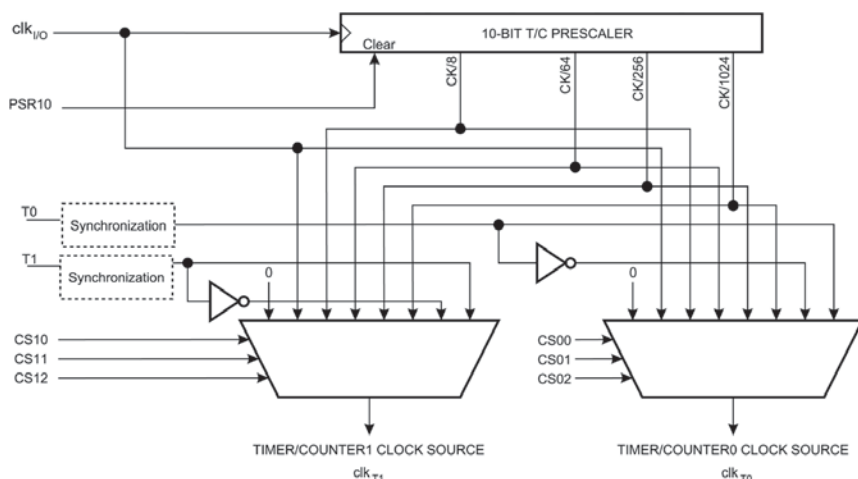 clkI/O
10-BIT T/C PRESCALER
Clear
CK/8
CK/64
CK/256
CK/1024
PSR10
T0
Synchronization
T1
Synchronization
0
0
CS10
CS11
CS12
CS00
CS01
CS02
TIMER/COUNTER1 CLOCK SOURCE
clkT1
TIMER/COUNTER0 CLOCK SOURCE
clkT0